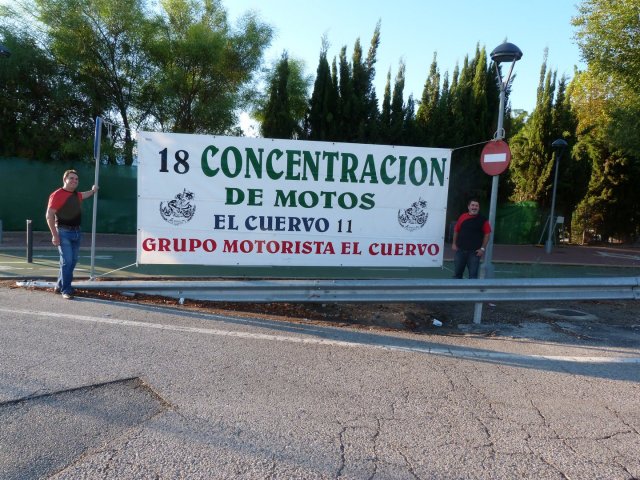 18 CONCENTRACION
DE MOTOS
EL CUERVO 11
GRUPO MOTORISTA EL CUERVO